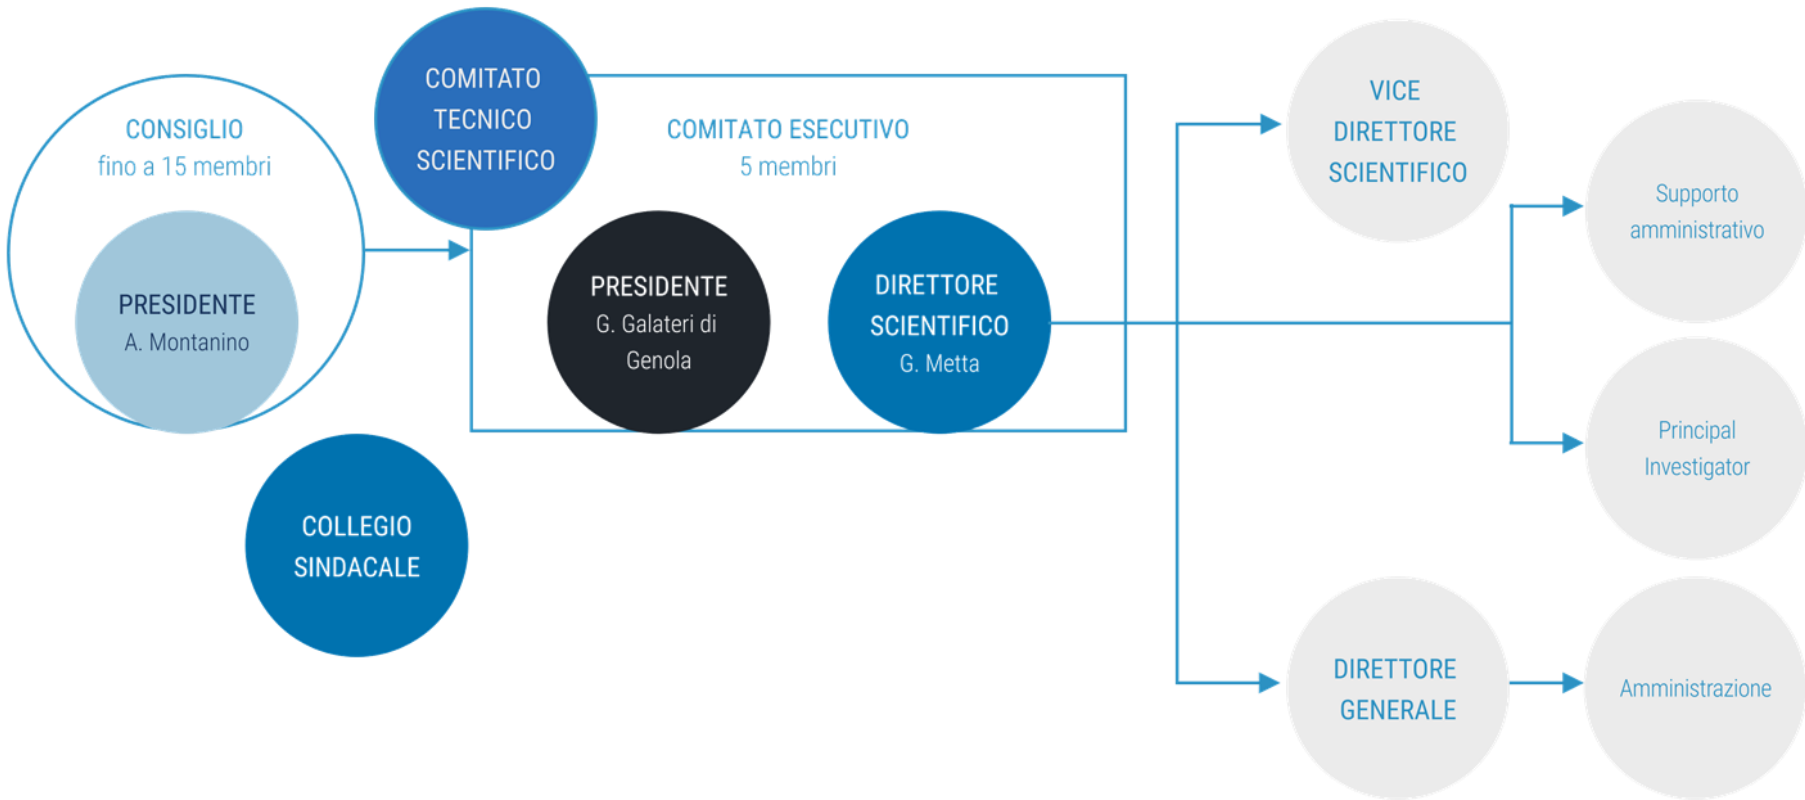 CONSIGLIO
fino a 15 membri
PRESIDENTE
A. Montanino
COMITATO
TECNICO
SCIENTIFICO
COMITATO ESECUTIVO
5 membri
PRESIDENTE
G. Galateri di
Genola
DIRETTORE
SCIENTIFICO
G. Metta
COLLEGIO
SINDACALE
VICE
DIRETTORE
SCIENTIFICO
Supporto
amministrativo
Principal
Investigator
DIRETTORE
GENERALE
Amministrazione